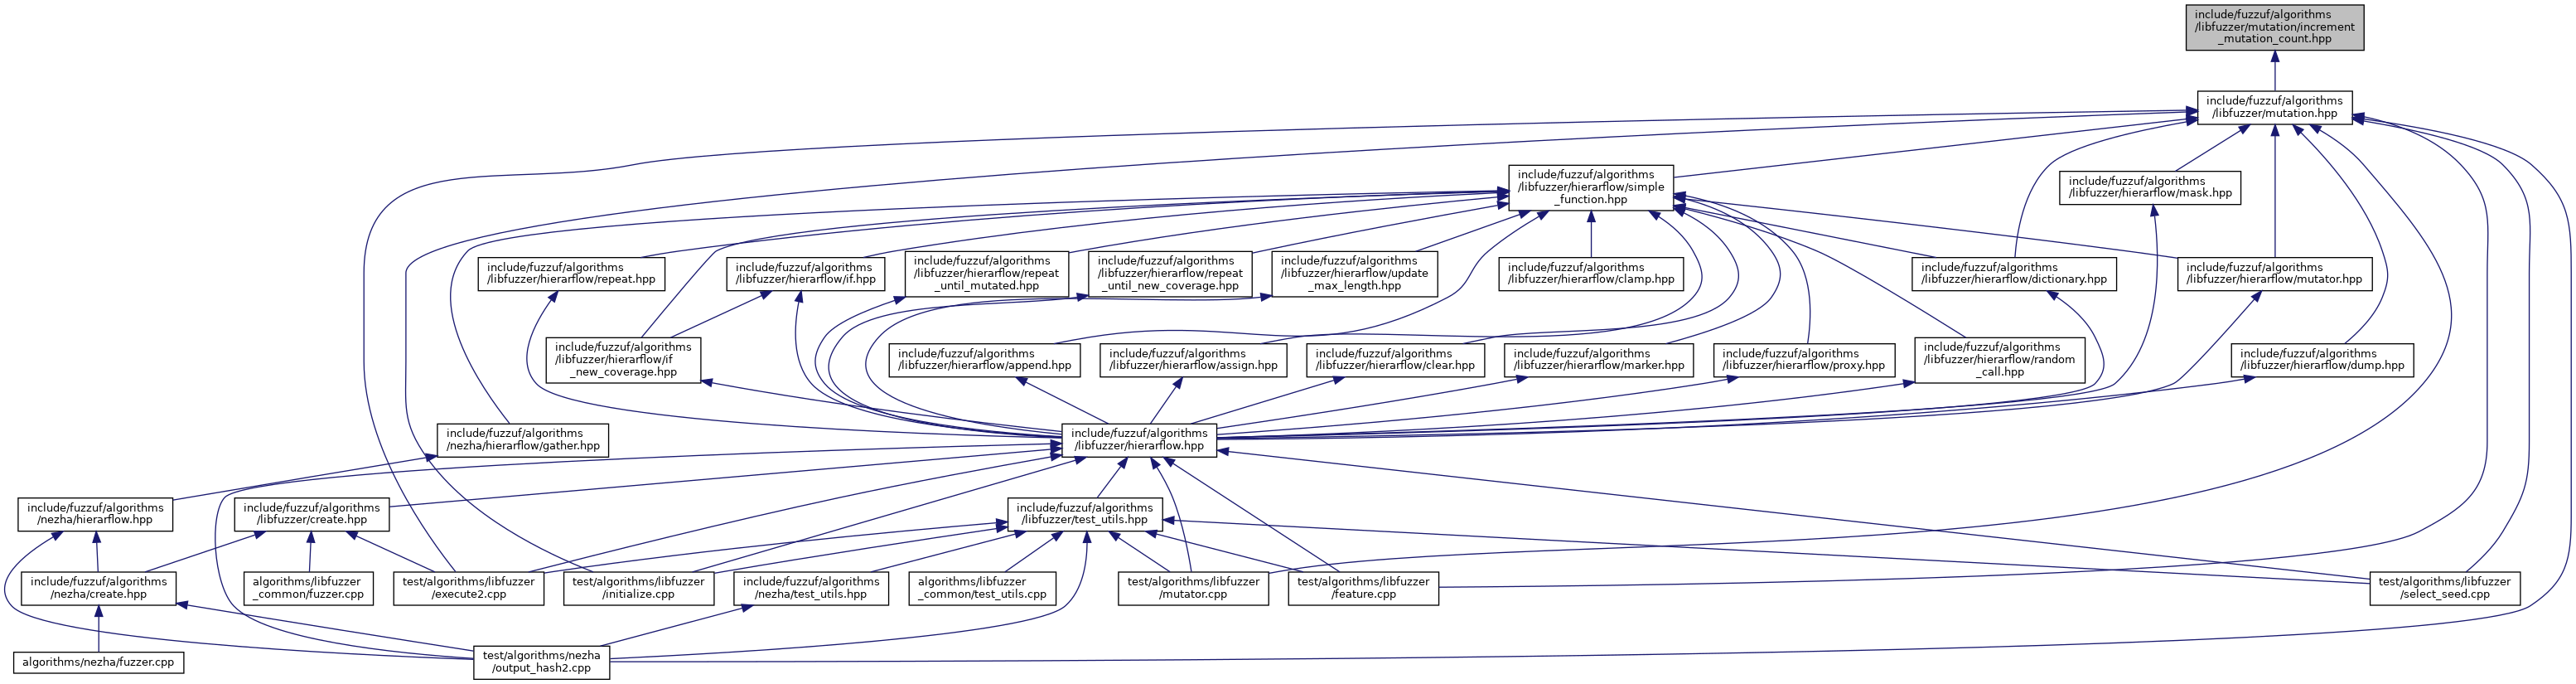 include/fuzzuf/algorithms
/libfuzzer/mutation/increment
_mutation_count.hpp
include/fuzzuf/algorithms
/libfuzzer/mutation.hpp
include/fuzzuf/algorithms
/libfuzzer/hierarflow/simple
_function.hpp
include/fuzzuf/algorithms
/libfuzzer/hierarflow/mask.hpp
include/fuzzuf/algorithms
/libfuzzer/hierarflow/repeat.hpp
include/fuzzuf/algorithms
/libfuzzer/hierarflow/if.hpp
include/fuzzuf/algorithms
/libfuzzer/hierarflow/repeat
_until_mutated.hpp
include/fuzzuf/algorithms
/libfuzzer/hierarflow/repeat
_until_new_coverage.hpp
include/fuzzuf/algorithms
/libfuzzer/hierarflow/update
_max_length.hpp
include/fuzzuf/algorithms
/libfuzzer/hierarflow/clamp.hpp
include/fuzzuf/algorithms
/libfuzzer/hierarflow/dictionary.hpp
include/fuzzuf/algorithms
/libfuzzer/hierarflow/mutator.hpp
include/fuzzuf/algorithms
/libfuzzer/hierarflow/if
_new_coverage.hpp
include/fuzzuf/algorithms
/libfuzzer/hierarflow/append.hpp
include/fuzzuf/algorithms
/libfuzzer/hierarflow/assign.hpp
include/fuzzuf/algorithms
/libfuzzer/hierarflow/clear.hpp
include/fuzzuf/algorithms
/libfuzzer/hierarflow/marker.hpp
include/fuzzuf/algorithms
/libfuzzer/hierarflow/proxy.hpp
include/fuzzuf/algorithms
/libfuzzer/hierarflow/random
_call.hpp
include/fuzzuf/algorithms
/libfuzzer/hierarflow/dump.hpp
include/fuzzuf/algorithms
/nezha/hierarflow/gather.hpp
include/fuzzuf/algorithms
/libfuzzer/hierarflow.hpp
include/fuzzuf/algorithms
/nezha/hierarflow.hpp
include/fuzzuf/algorithms
/libfuzzer/create.hpp
include/fuzzuf/algorithms
/libfuzzer/test_utils.hpp
include/fuzzuf/algorithms
/nezha/create.hpp
algorithms/libfuzzer
_common/fuzzer.cpp
test/algorithms/libfuzzer
/execute2.cpp
test/algorithms/libfuzzer
/initialize.cpp
include/fuzzuf/algorithms
/nezha/test_utils.hpp
algorithms/libfuzzer
_common/test_utils.cpp
test/algorithms/libfuzzer
/mutator.cpp
test/algorithms/libfuzzer
/feature.cpp
test/algorithms/libfuzzer
/select_seed.cpp
algorithms/nezha/fuzzer.cpp
test/algorithms/nezha
/output_hash2.cpp